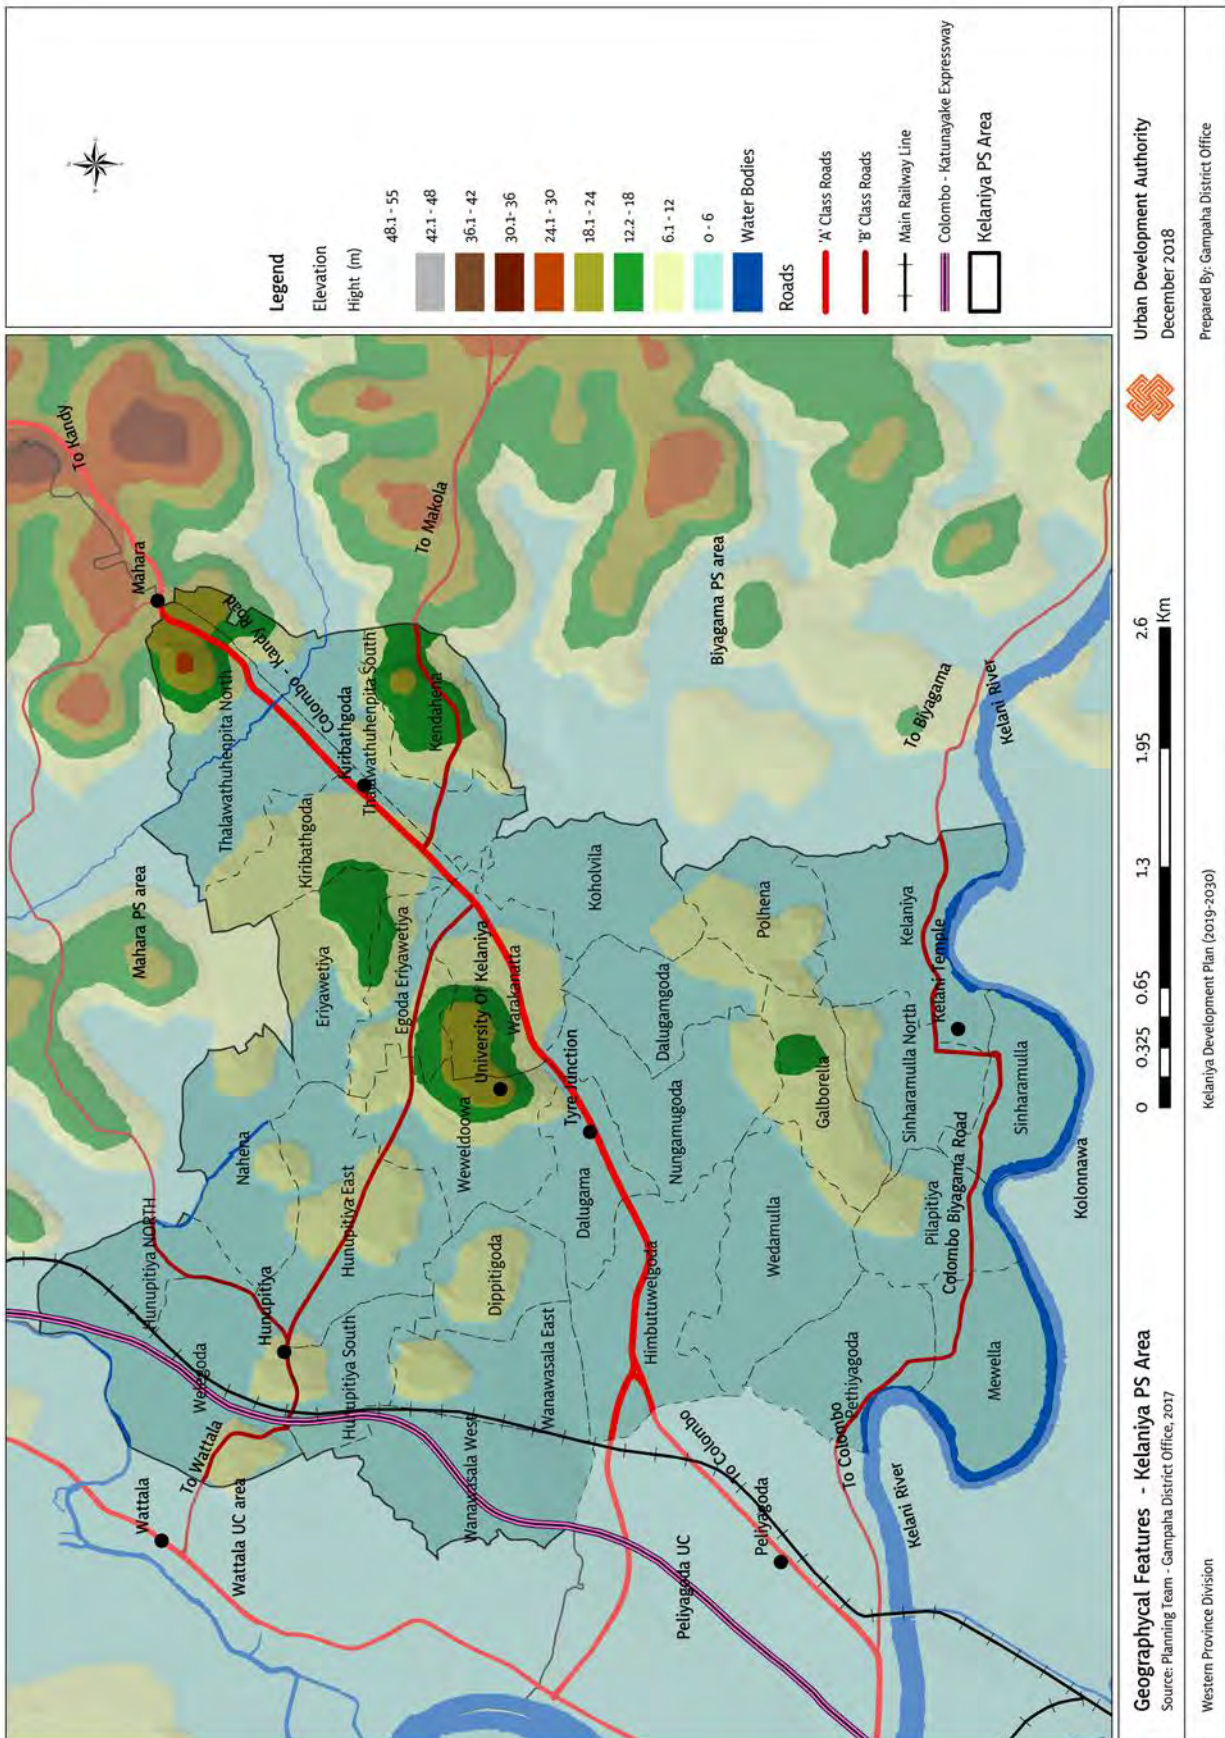 Legend
Elevation
Hight (m)
48.1 - 55
42.1 - 48
36.1 - 42
30.1- 36
24.1 - 30
18.1 - 24
12.2 - 18
6.1 - 12
0 - 6
Water Bodies
Roads
'A' Class Roads
'B' Class Roads
Main Railway Line
Colombo - Katunayake Expressway
Kelaniya PS Area
To Kandy
Mahara
To Makola
Colombo - Kandy Road
Thalawathuhenpita North
Kiribathgoda
Thalawathuhenpita South
Kendahena
Kiribathgoda
Mahara PS area
Biyagama PS area
To Biyagama
Kelani River
Eriyawetiya
Egoda Eriyawetiya
University Of Kelaniya
Warakanatta
Koholvila
Polhena
Kelaniya
Kelani Temple
Dalugamgoda
Nungamugoda
Galborella
Sinharamulla North
Sinharamulla
Tyre Junction
Weweldoowa
Nahena
Hunupitiya NORTH
Hunupitiya East
Hunupitiya
Dippitigoda
Dalugama
Wedamulla
Pilapitiya
Colombo Biyagama Road
Kolonnawa
Himbutuwelgoda
Welegoda
Hunupitiya South
Wanawasala East
Wanawasala West
Mewella
Pethiyagoda
To Colombo
To Colombo
Kelani River
Wattala
To Wattala
Wattala UC area
Peliyagoda
Peliyagoda UC
Geographycal Features - Kelaniya PS Area
Source: Planning Team - Gampaha District Office, 2017
0 0.325 0.65 1.3 1.95 2.6
Km
Urban Development Authority
December 2018
Western Province Division
Kelaniya Development Plan (2019-2030)
Prepared By: Gampaha District Office